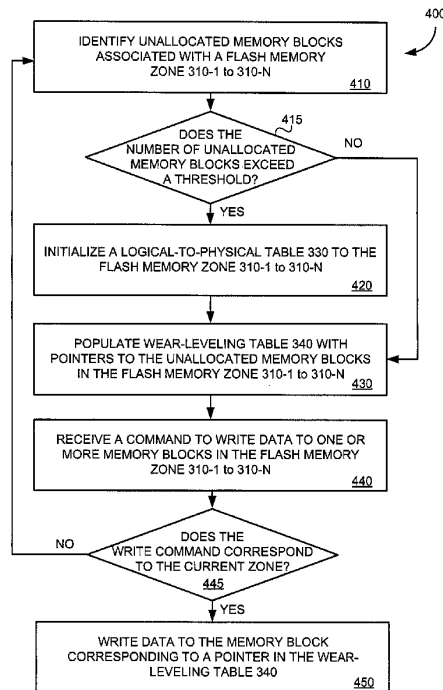 400
IDENTIFY UNALLOCATED MEMORY BLOCKS
ASSOCIATED WITH A FLASH MEMORY
ZONE 310-1 to 310-N
410
415
DOES THE
NUMBER OF UNALLOCATED
MEMORY BLOCKS EXCEED
A THRESHOLD?
NO
YES
INITIALIZE A LOGICAL-TO-PHYSICAL TABLE 330 TO THE
FLASH MEMORY ZONE 310-1 to 310-N
420
POPULATE WEAR-LEVELING TABLE 340 WITH
POINTERS TO THE UNALLOCATED MEMORY BLOCKS
IN THE FLASH MEMORY ZONE 310-1 to 310-N
430
RECEIVE A COMMAND TO WRITE DATA TO ONE OR
MORE MEMORY BLOCKS IN THE FLASH MEMORY
ZONE 310-1 to 310-N
440
NO
DOES THE
WRITE COMMAND CORRESPOND
TO THE CURRENT ZONE?
445
YES
WRITE DATA TO THE MEMORY BLOCK
CORRESPONDING TO A POINTER IN THE WEAR-
LEVELING TABLE 340
450